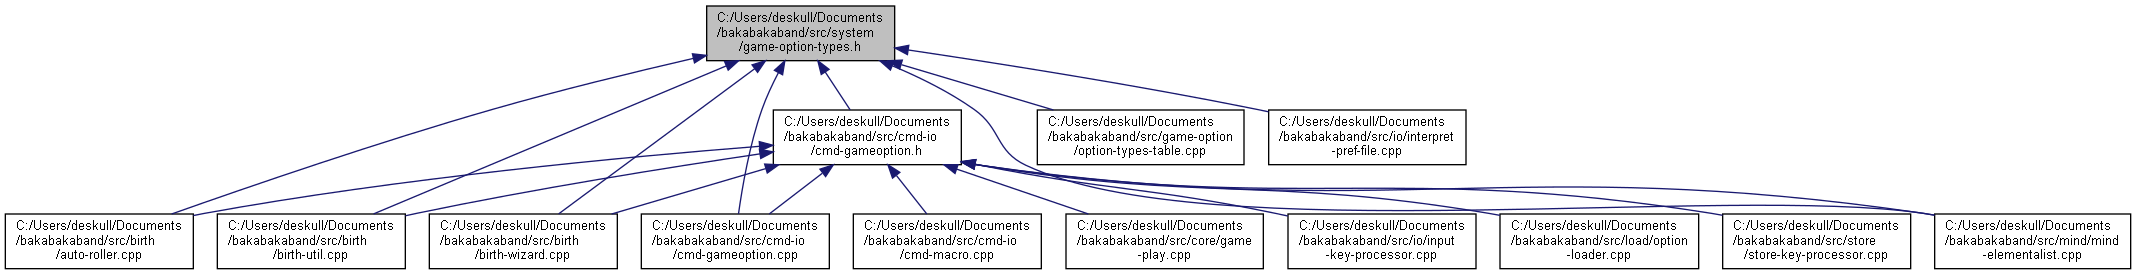 C:/Users/deskull/Documents
/bakabakaband/src/system
/game-option-types.h
C:/Users/deskull/Documents
/bakabakaband/src/cmd-io
/cmd-gameoption.h
C:/Users/deskull/Documents
/bakabakaband/src/game-option
/option-types-table.cpp
C:/Users/deskull/Documents
/bakabakaband/src/io/interpret
-pref-file.cpp
C:/Users/deskull/Documents
/bakabakaband/src/birth
/auto-roller.cpp
C:/Users/deskull/Documents
/bakabakaband/src/birth
/birth-util.cpp
C:/Users/deskull/Documents
/bakabakaband/src/birth
/birth-wizard.cpp
C:/Users/deskull/Documents
/bakabakaband/src/cmd-io
/cmd-gameoption.cpp
C:/Users/deskull/Documents
/bakabakaband/src/cmd-io
/cmd-macro.cpp
C:/Users/deskull/Documents
/bakabakaband/src/core/game
-play.cpp
C:/Users/deskull/Documents
/bakabakaband/src/io/input
-key-processor.cpp
C:/Users/deskull/Documents
/bakabakaband/src/load/option
-loader.cpp
C:/Users/deskull/Documents
/bakabakaband/src/store
/store-key-processor.cpp
C:/Users/deskull/Documents
/bakabakaband/src/mind/mind
-elementalist.cpp